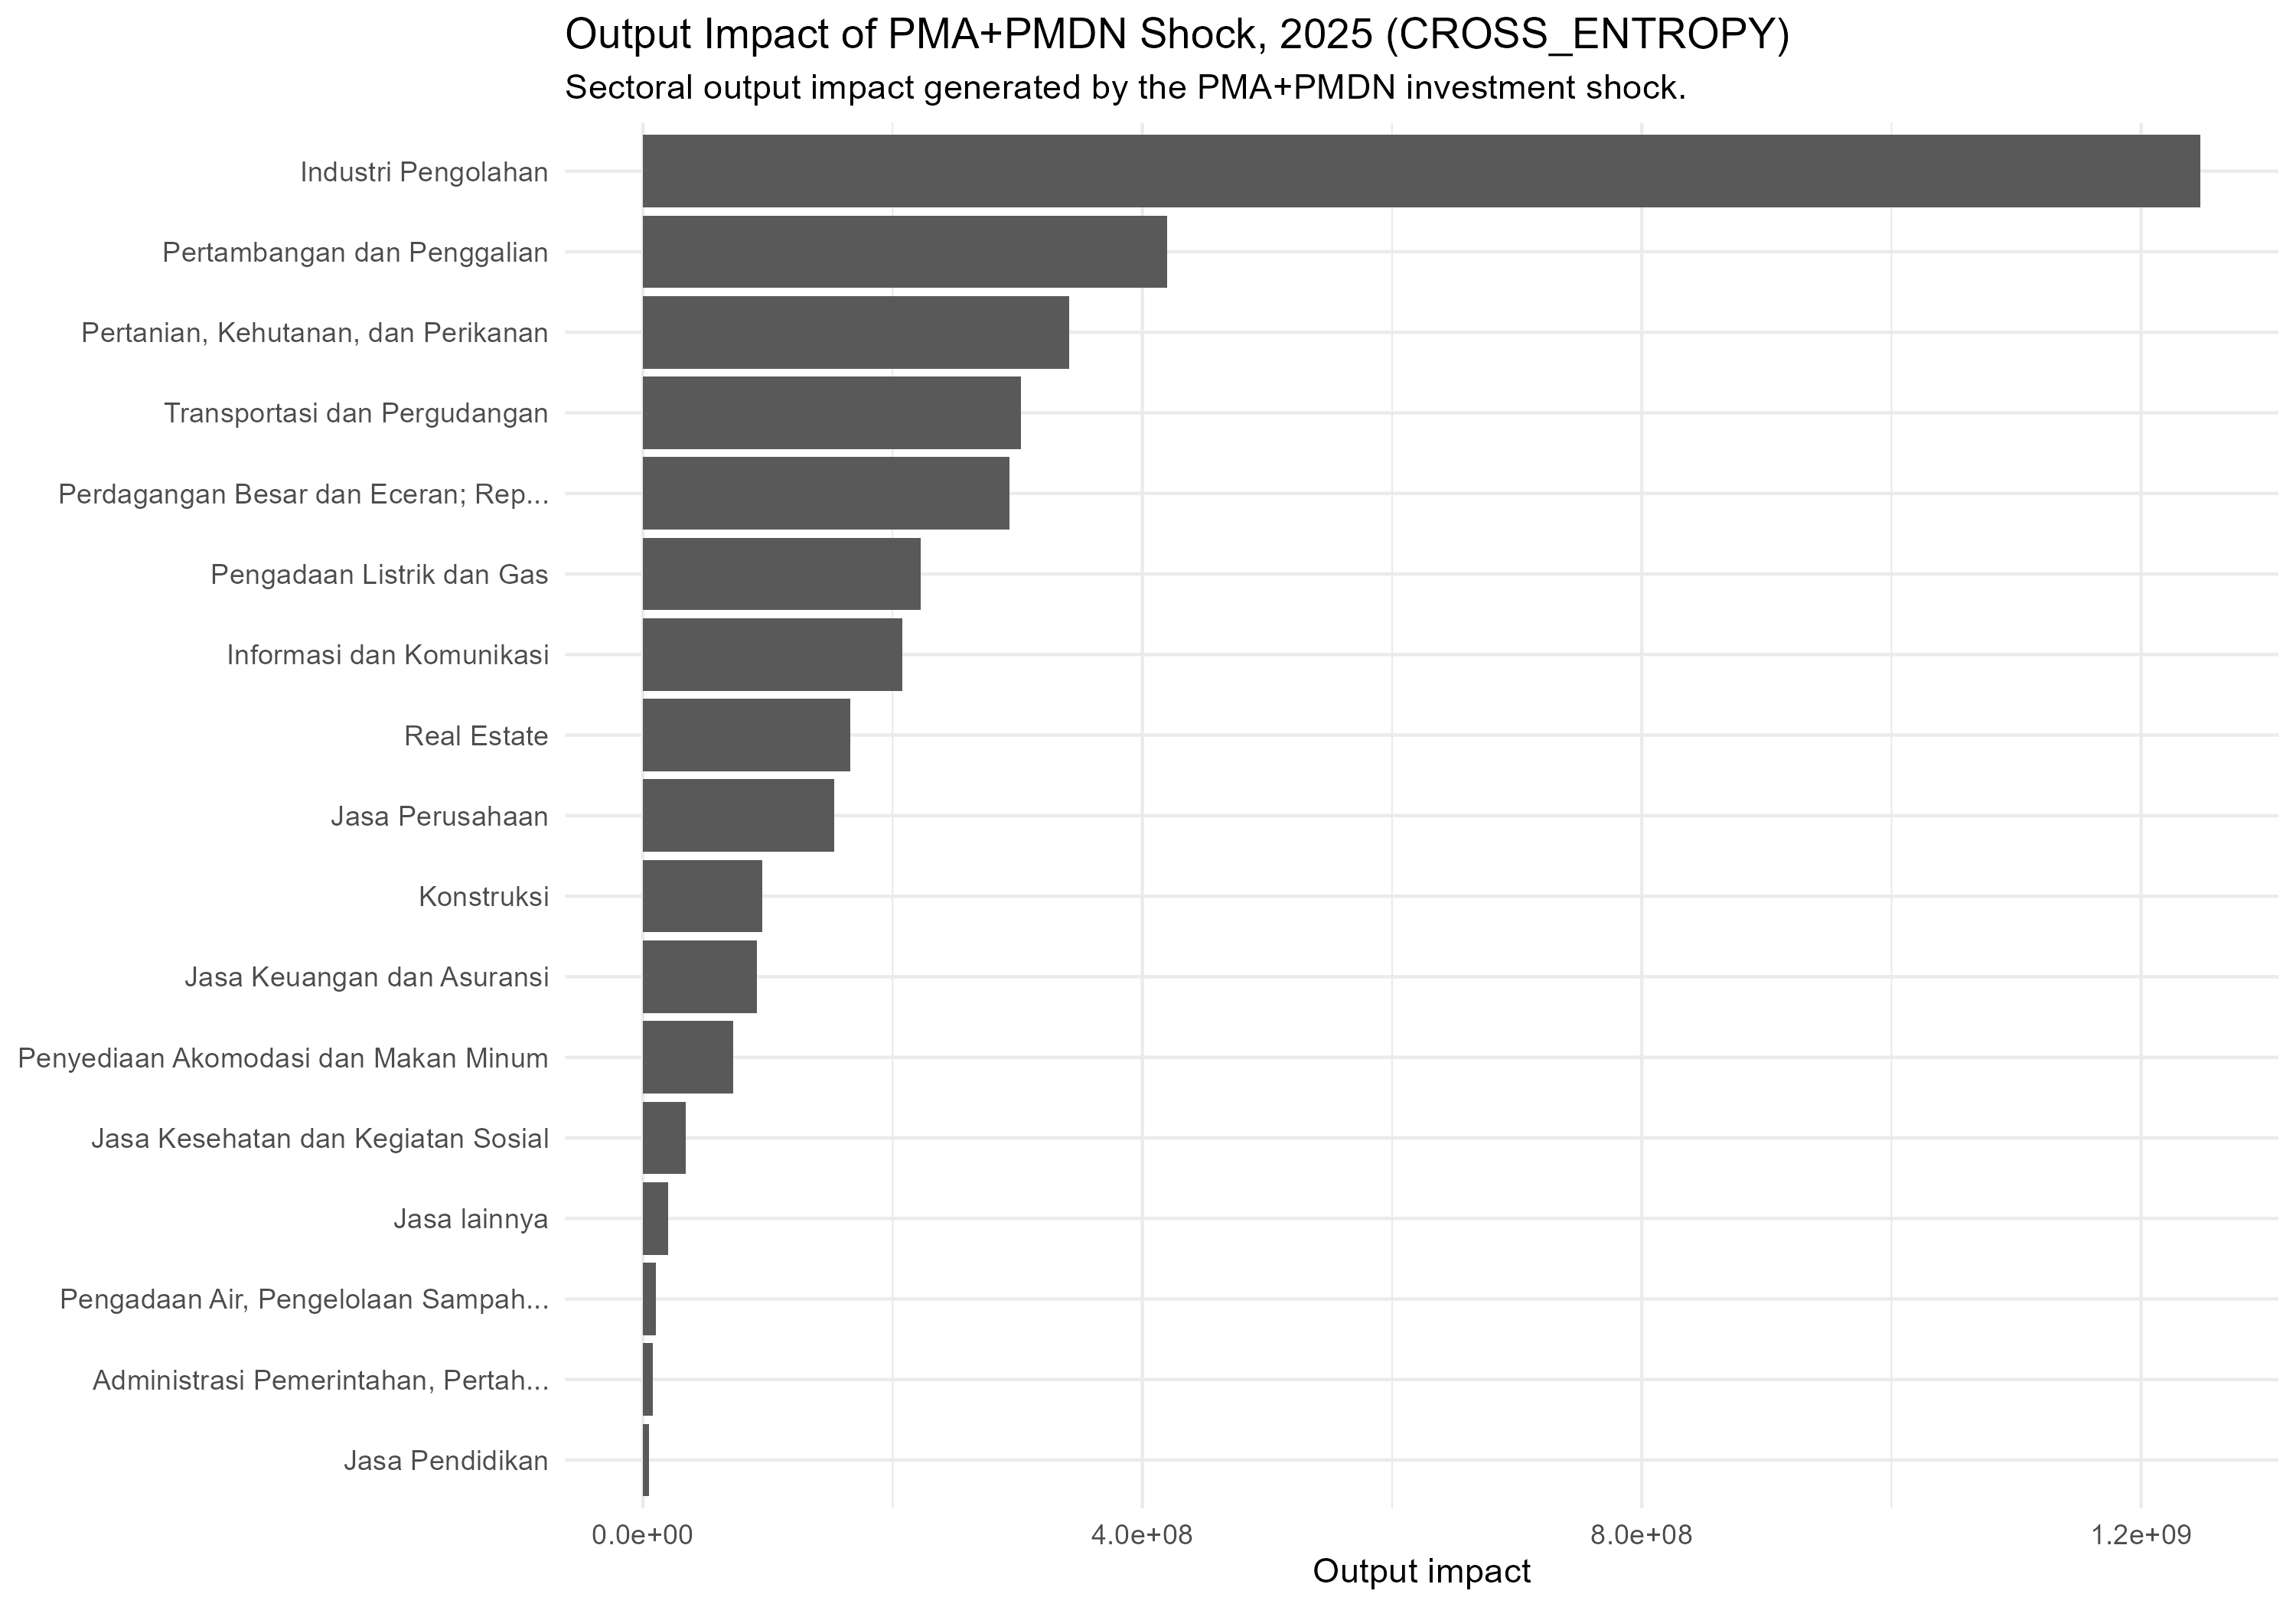 Output Impact of PMA+PMDN Shock, 2025 (CROSS_ENTROPY)
Sectoral output impact generated by the PMA+PMDN investment shock.
Industri Pengolahan
Pertambangan dan Penggalian
Pertanian, Kehutanan, dan Perikanan
Transportasi dan Pergudangan
Perdagangan Besar dan Eceran; Rep...
Pengadaan Listrik dan Gas
Informasi dan Komunikasi
Real Estate
Jasa Perusahaan
Konstruksi
Jasa Keuangan dan Asuransi
Penyediaan Akomodasi dan Makan Minum
Jasa Kesehatan dan Kegiatan Sosial
Jasa lainnya
Pengadaan Air, Pengelolaan Sampah...
Administrasi Pemerintahan, Pertah...
Jasa Pendidikan
0.0e+00 4.0e+08 8.0e+08 1.2e+09
Output impact